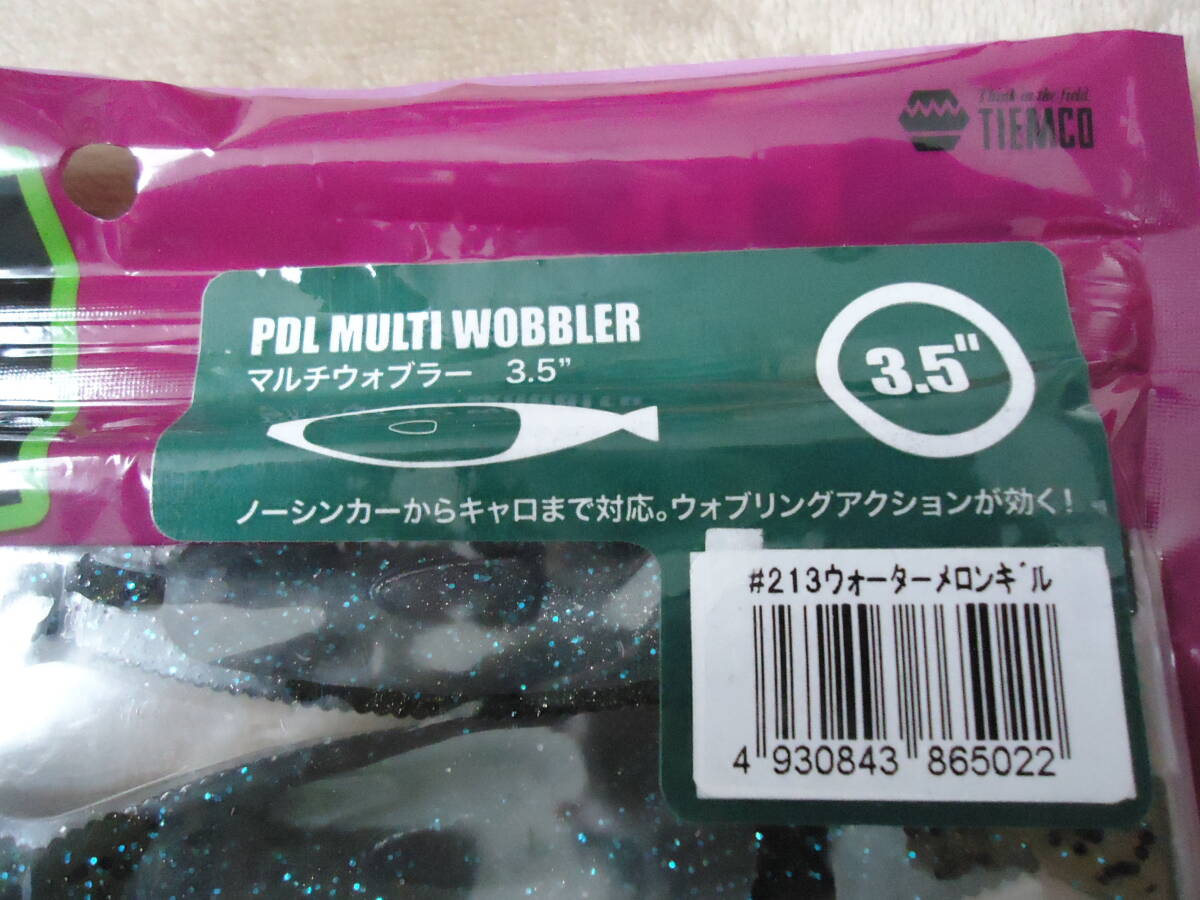 Think in the field.
TIEMCO
PDL MULTI WOBBLER
マルチウォブラー 3.5”
3.5"
ノーシンカーからキャロまで対応。ウォブリングアクションが効く!
#213ウォーターメロンギル
4 930843 865022